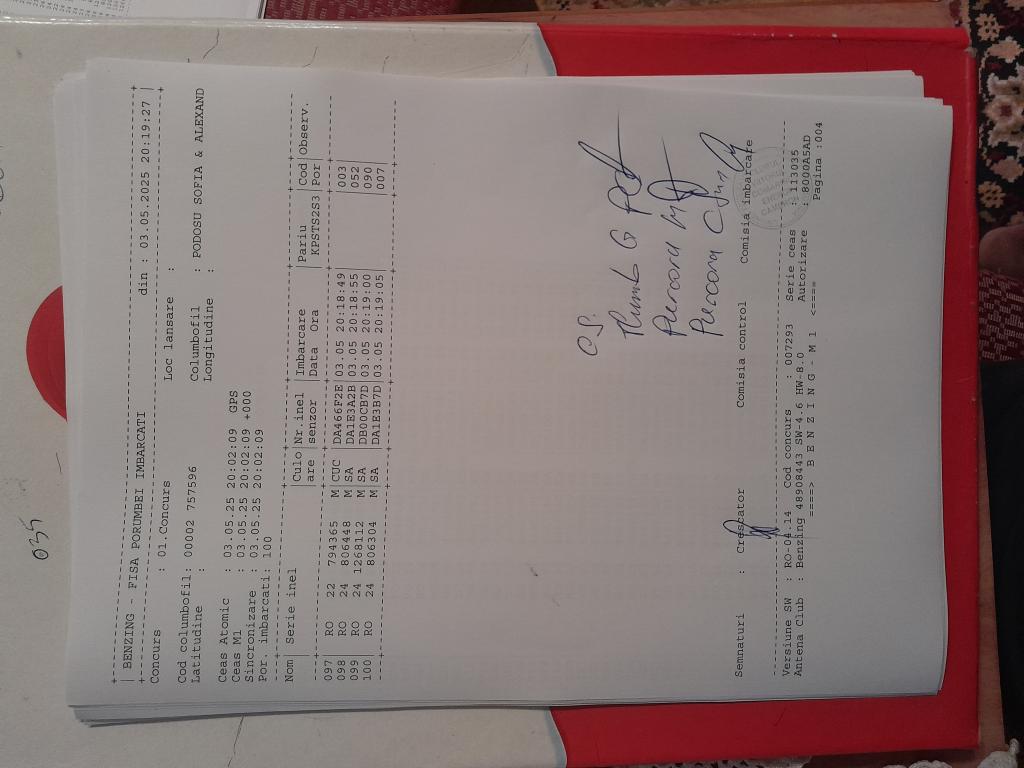 +---------------------------------------------------------------+
| BENZING - FISA PORUMBEI IMBARCATI din : 03.05.2025 20:19:27 |
+---------------------------------------------------------------+
Concurs : 01.Concurs Loc lansare :
Cod columbofil: 00002 757596 Columbofil : PODOSU SOFIA & ALEXAND
Latitudine : Longitudine :
Ceas Atomic : 03.05.25 20:02:09 GPS
Ceas M1 : 03.05.25 20:02:09 +000
Sincronizare : 03.05.25 20:02:09
Por. imbarcati: 100
Nom | Serie inel | Culo | Nr.inel | Imbarcare | Pariu | Cod | Observ.
are | senzor | Data Ora | KPSTS2S3 | Por |
097 | RO 22 794365 M | CUC | DA466F2E | 03.05 20:18:49 | 003 |
098 | RO 24 806448 M | SA | DA1E3A2B | 03.05 20:18:55 | 052 |
099 | RO 24 1268112 M | SA | DB00CB7D | 03.05 20:19:00 | 090 |
100 | RO 24 806304 M | SA | DA1E3B7D | 03.05 20:19:05 | 007 |
C.S.
Semnaturi : Crescator Comisia control Comisia imbarcare
Versiune SW : RO-04.14 Cod concurs : 007293 Serie ceas : 113035
Antena Club : Benzing 48908443 SW-4.6 HW-8.0 Autorizare : 8000A5AD
====> B E N Z I N G - M 1 <==== Pagina :004
035